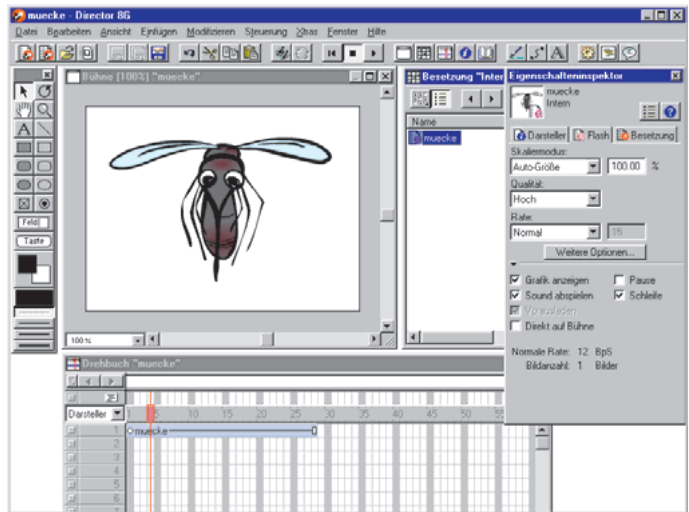 muecke - Director 8G
Datei Bearbeiten Ansicht Einfügen Modifizieren Steuerung Xtras Fenster Hilfe
Bühne (100%) "muecke"
Feld
Taste
100%
Besetzung "Inter
Name
muecke
Eigenschafteninspektor
muecke
Intern
Darsteller Flash Besetzung
Skaliermodus:
Auto-Größe 100.00 %
Qualität:
Hoch
Rate:
Normal 15
Weitere Optionen...
Grafik anzeigen Pause
Sound abspielen Schleife
Vorausladen
Direkt auf Bühne
Normale Rate: 12 BpS
Bildanzahl: 1 Bilder
Drehbuch "muecke"
Darsteller 1 5 10 15 20 25 30 35 40 45 50 55
1 muecke
2
3
4
5
6